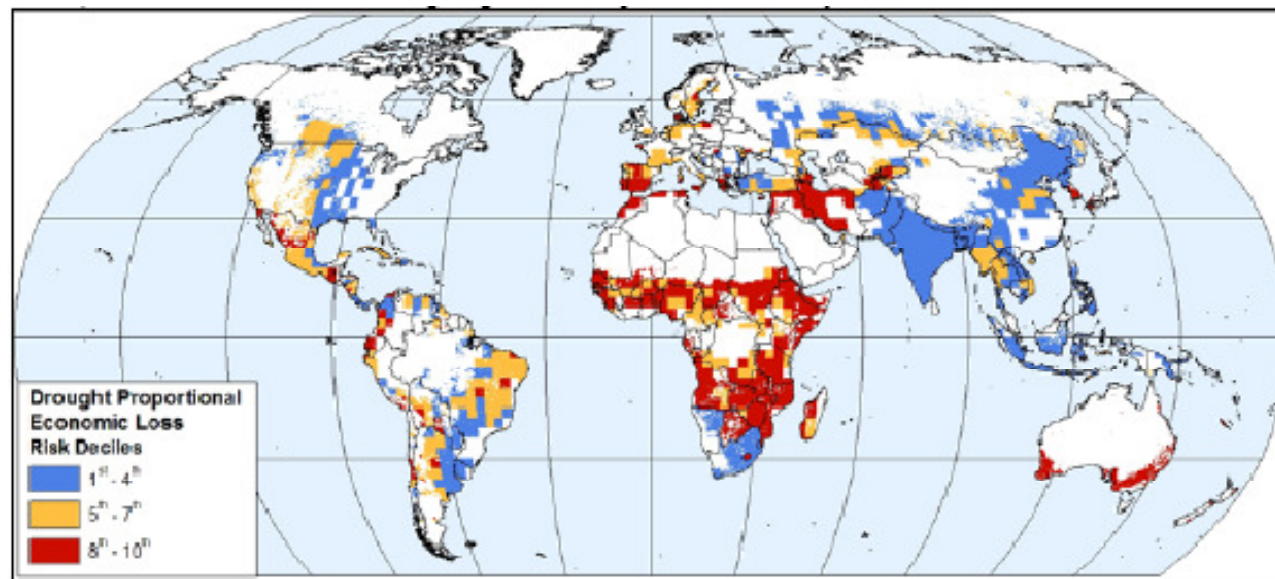 Drought Proportional
Economic Loss
Risk Deciles
1st - 4th
5th - 7th
8th - 10th